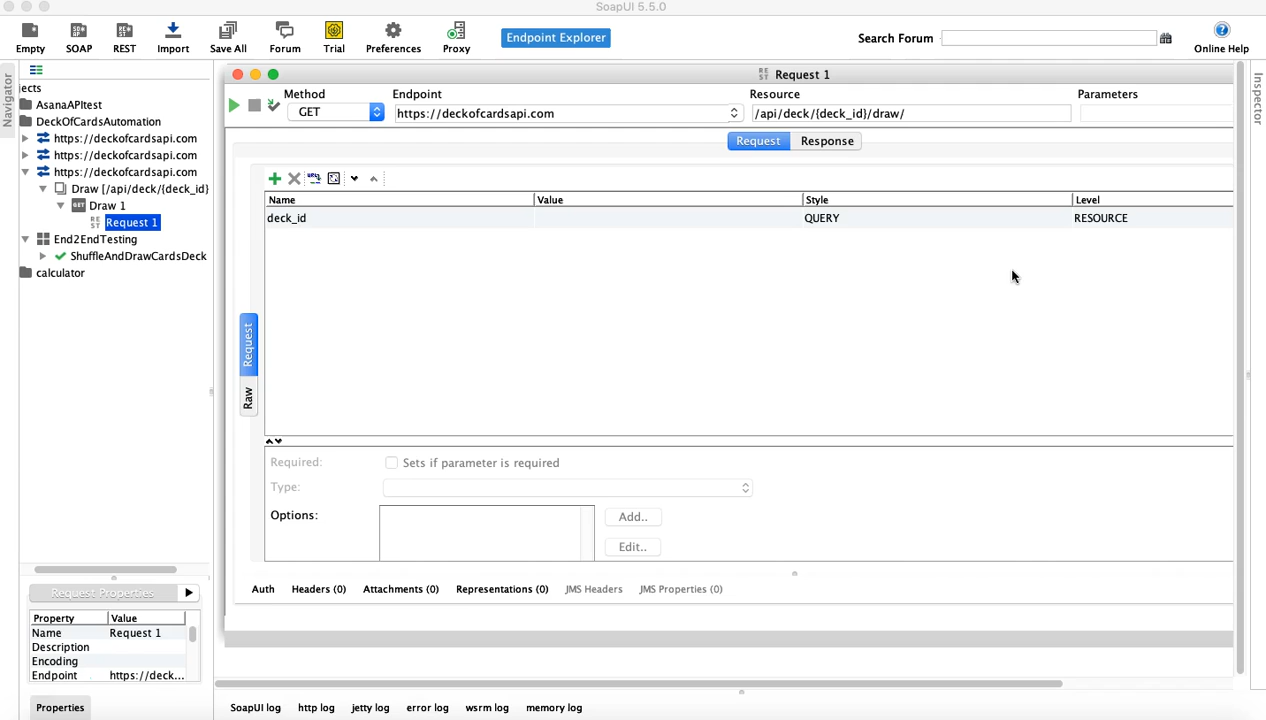 SoapUI 5.5.0
Empty SOAP REST Import Save All Forum Trial Preferences Proxy
Endpoint Explorer
Search Forum
Online Help
Navigator
jects
AsanaAPItest
DeckOfCardsAutomation
https://deckofcardsapi.com
https://deckofcardsapi.com
https://deckofcardsapi.com
Draw [/api/deck/{deck_id}
GET Draw 1
REST Request 1
End2EndTesting
ShuffleAndDrawCardsDeck
calculator
Request Properties
Property Value
Name Request 1
Description
Encoding
Endpoint https://deck...
Properties
REST Request 1
Method Endpoint Resource Parameters
GET https://deckofcardsapi.com /api/deck/{deck_id}/draw/
Request Response
Name Value Style Level
deck_id QUERY RESOURCE
Request
Raw
Required: Sets if parameter is required
Type:
Options: Add..
Edit..
Auth Headers (0) Attachments (0) Representations (0) JMS Headers JMS Properties (0)
SoapUI log http log jetty log error log wsrm log memory log
Inspector